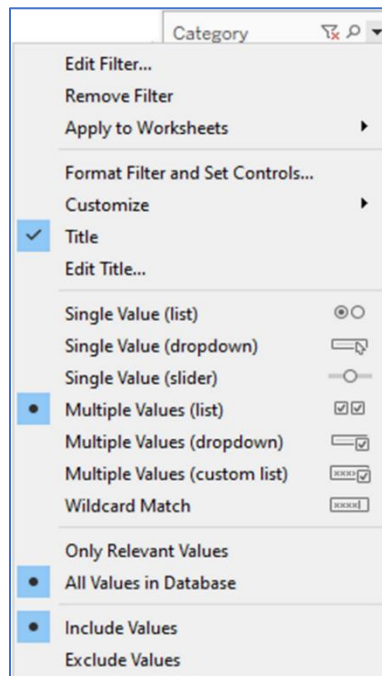 Category
Edit Filter...
Remove Filter
Apply to Worksheets
Format Filter and Set Controls...
Customize
Title
Edit Title...
Single Value (list)
Single Value (dropdown)
Single Value (slider)
Multiple Values (list)
Multiple Values (dropdown)
Multiple Values (custom list)
Wildcard Match
Only Relevant Values
All Values in Database
Include Values
Exclude Values